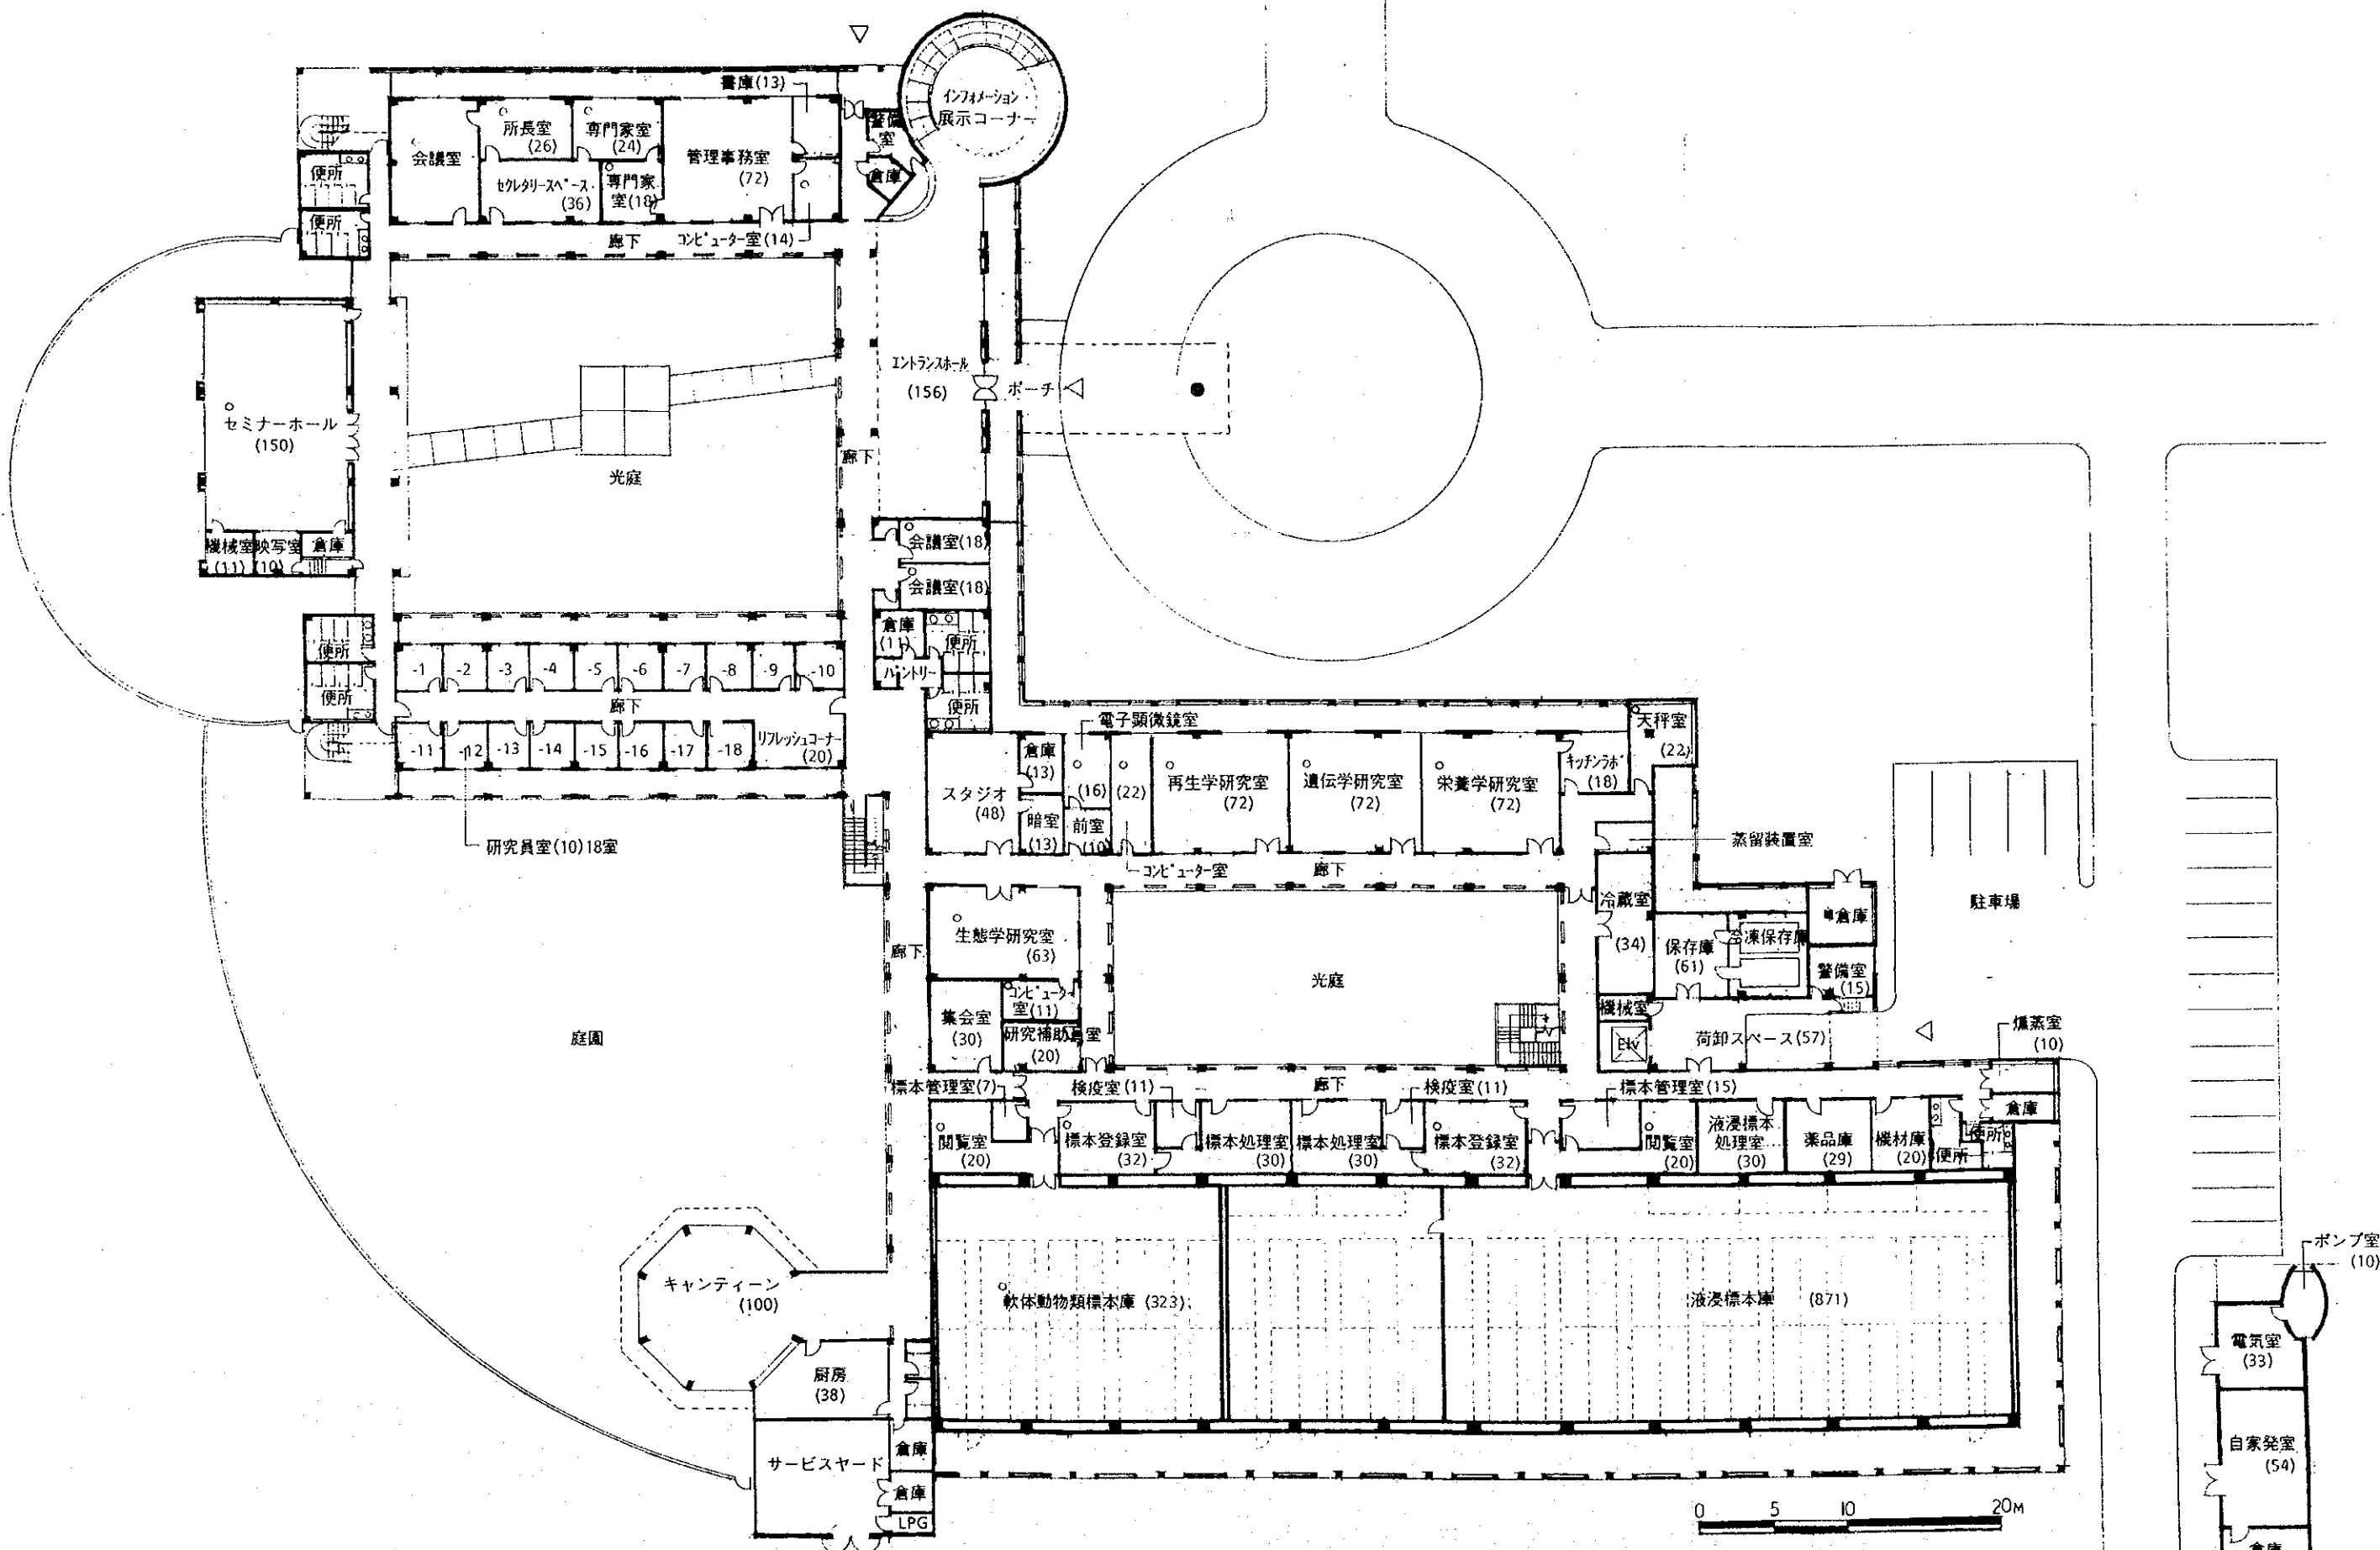 書庫(13)
所長室
(26)
専門家室
(24)
会議室
管理事務室
(72)
セクレタリースペース
(36)
専門家
室(18)
警備
室
倉庫
インフォメーション・
展示コーナー
便所
便所
廊下
コンピューター室(14)
エントランスホール
(156)
ポーチ
セミナーホール
(150)
光庭
廊下
機械室
(11)
映写室
(10)
倉庫
会議室(18)
会議室(18)
倉庫
(11)
便所
パントリー
便所
便所
便所
-1
-2
-3
-4
-5
-6
-7
-8
-9
-10
廊下
-11
-12
-13
-14
-15
-16
-17
-18
リフレッシュコーナー
(20)
研究員室(10)18室
電子顕微鏡室
天秤室
(22)
スタジオ
(48)
倉庫
(13)
暗室
(13)
(16)
前室
(10)
(22)
再生学研究室
(72)
遺伝学研究室
(72)
栄養学研究室
(72)
キッチンラボ
(18)
蒸留装置室
コンピューター室
廊下
冷蔵室
(34)
駐車場
倉庫
保存庫
(61)
冷凍保存庫
警備室
(15)
廊下
生態学研究室
(63)
光庭
集会室
(30)
コンピューター
室(11)
研究補助員室
(20)
機械室
Elv
荷卸スペース(57)
燻蒸室
(10)
庭園
標本管理室(7)
検疫室(11)
廊下
検疫室(11)
標本管理室(15)
倉庫
閲覧室
(20)
標本登録室
(32)
標本処理室
(30)
標本処理室
(30)
標本登録室
(32)
閲覧室
(20)
液浸標本
処理室
(30)
薬品庫
(29)
機材庫
(20)
便所
便所
キャンティーン
(100)
軟体動物類標本庫 (323)
液浸標本庫 (871)
ポンプ室
(10)
電気室
(33)
厨房
(38)
倉庫
サービスヤード
倉庫
LPG
自家発室
(54)
倉庫
0 5 10 20M